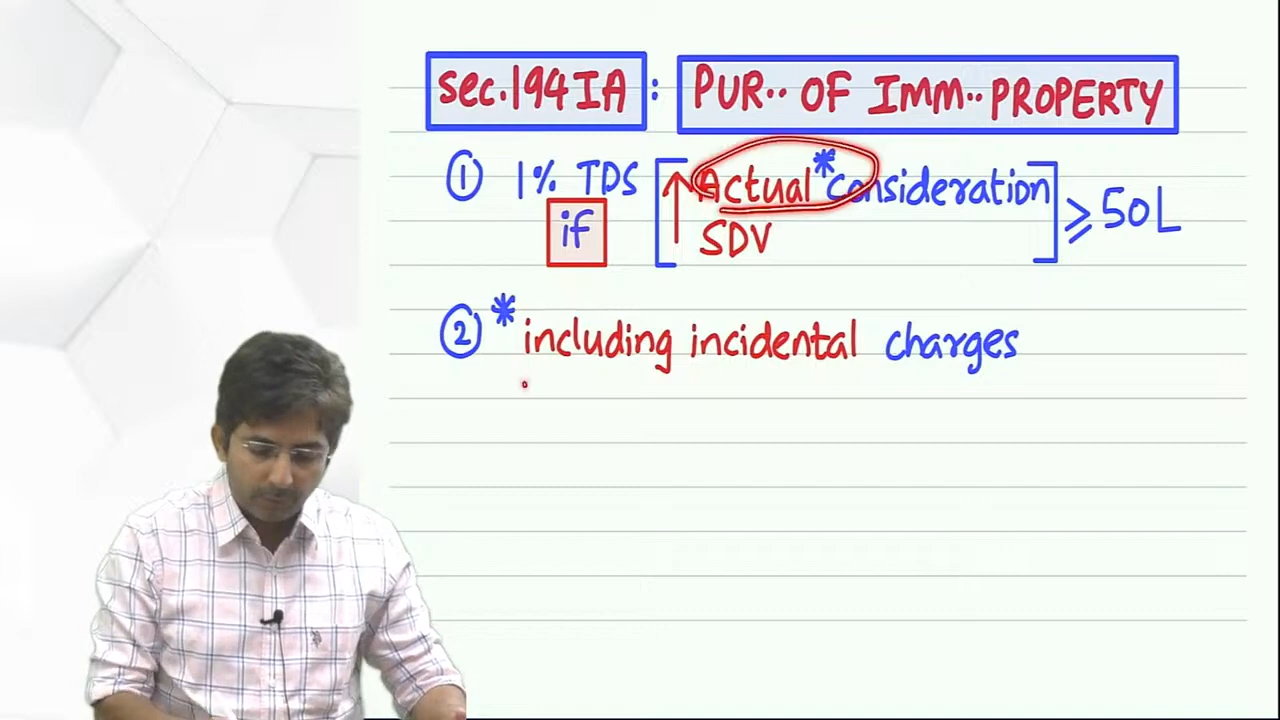 sec.194IA : PUR.. OF IMM.. PROPERTY
① 1% TDS if [↑ Actual * consideration SDV] ≥ 50L
② * including incidental charges